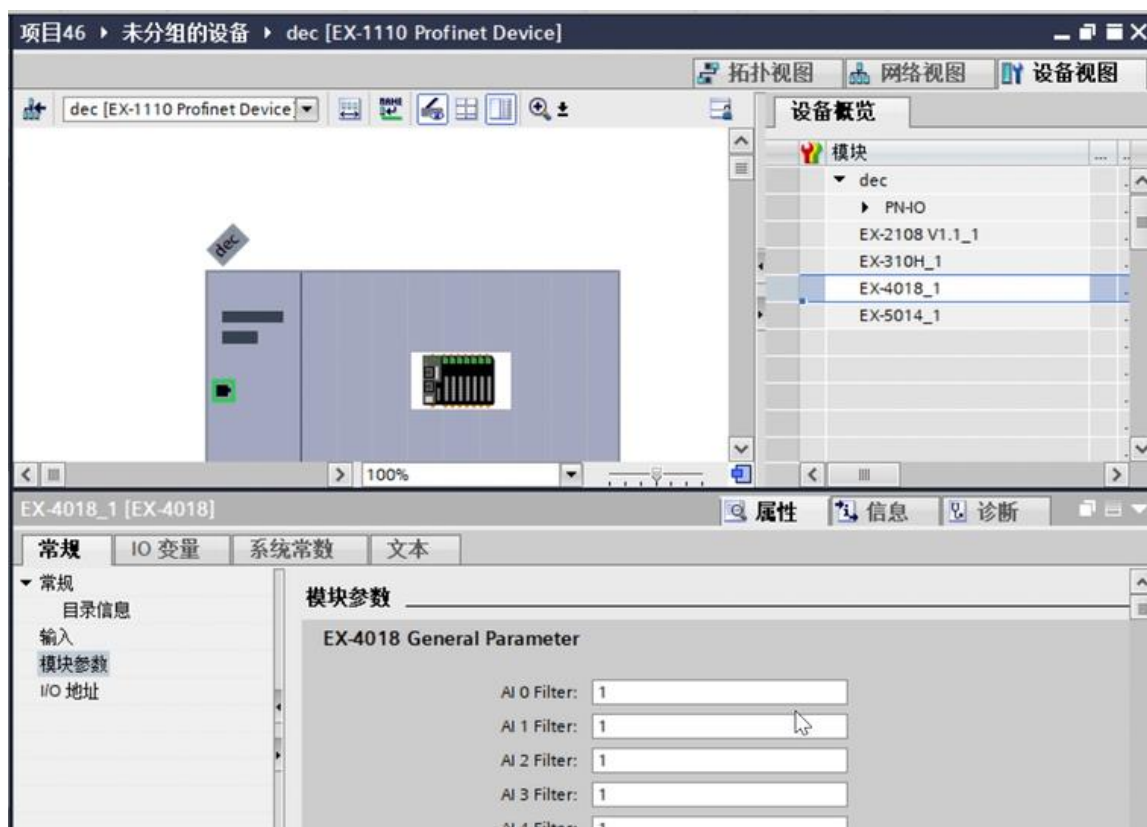 项目46 ▸ 未分组的设备 ▸ dec [EX-1110 Profinet Device]
拓扑视图 网络视图 设备视图
dec [EX-1110 Profinet Device]
设备概览
模块 ... ..
dec
PN-IO
EX-2108 V1.1_1
EX-310H_1
EX-4018_1
EX-5014_1
dec
100%
EX-4018_1 [EX-4018]
属性 信息 诊断
常规 IO 变量 系统常数 文本
常规
目录信息
输入
模块参数
I/O 地址
模块参数
EX-4018 General Parameter
AI 0 Filter: 1
AI 1 Filter: 1
AI 2 Filter: 1
AI 3 Filter: 1
AI 4 Filter: 1